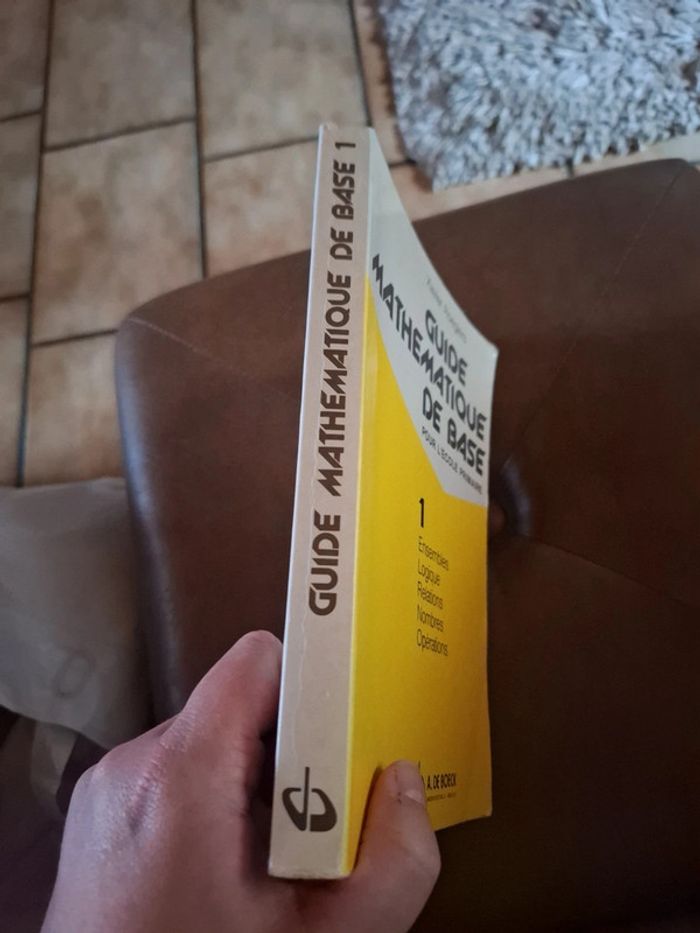 GUIDE MATHEMATIQUE DE BASE 1
GUIDE
MATHEMATIQUE
DE BASE
POUR L'ECOLE PRIMAIRE
1
Ensembles
Logique
Relations
Nombres
Opérations
A. DE BOECK